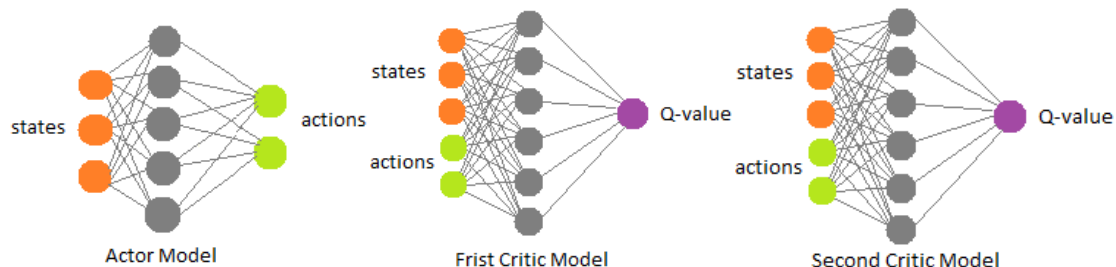 states
actions
Actor Model
states
actions
Q-value
Frist Critic Model
states
actions
Q-value
Second Critic Model